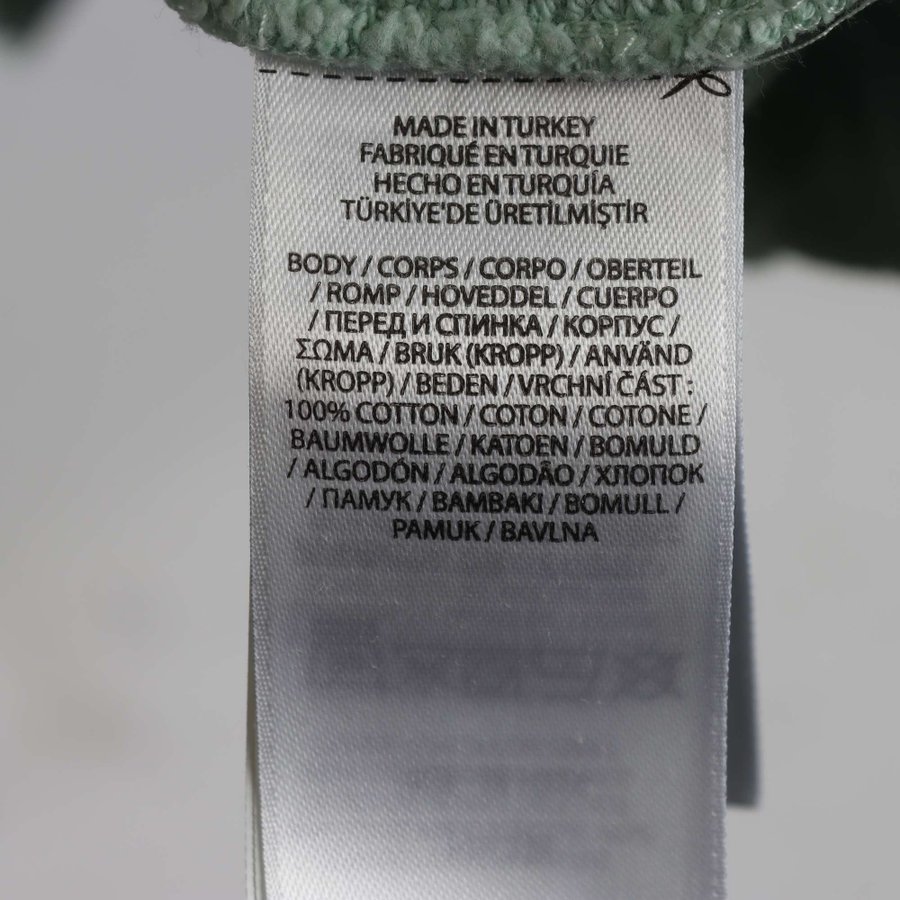 MADE IN TURKEY
FABRIQUÉ EN TURQUIE
HECHO EN TURQUÍA
TÜRKİYE'DE ÜRETİLMİŞTİR
BODY / CORPS / CORPO / OBERTEIL
/ ROMP / HOVEDDEL / CUERPO
/ ПЕРЕД И СПИНКА / КОРПУС /
ΣΩΜΑ / BRUK (KROPP) / ANVÄND
(KROPP) / BEDEN / VRCHNÍ ČÁST :
100% COTTON / COTON / COTONE /
BAUMWOLLE / KATOEN / BOMULD
/ ALGODÓN / ALGODÃO / ХЛОПОК
/ ПАМУК / ΒΑΜΒΑΚΙ / BOMULL /
PAMUK / BAVLNA